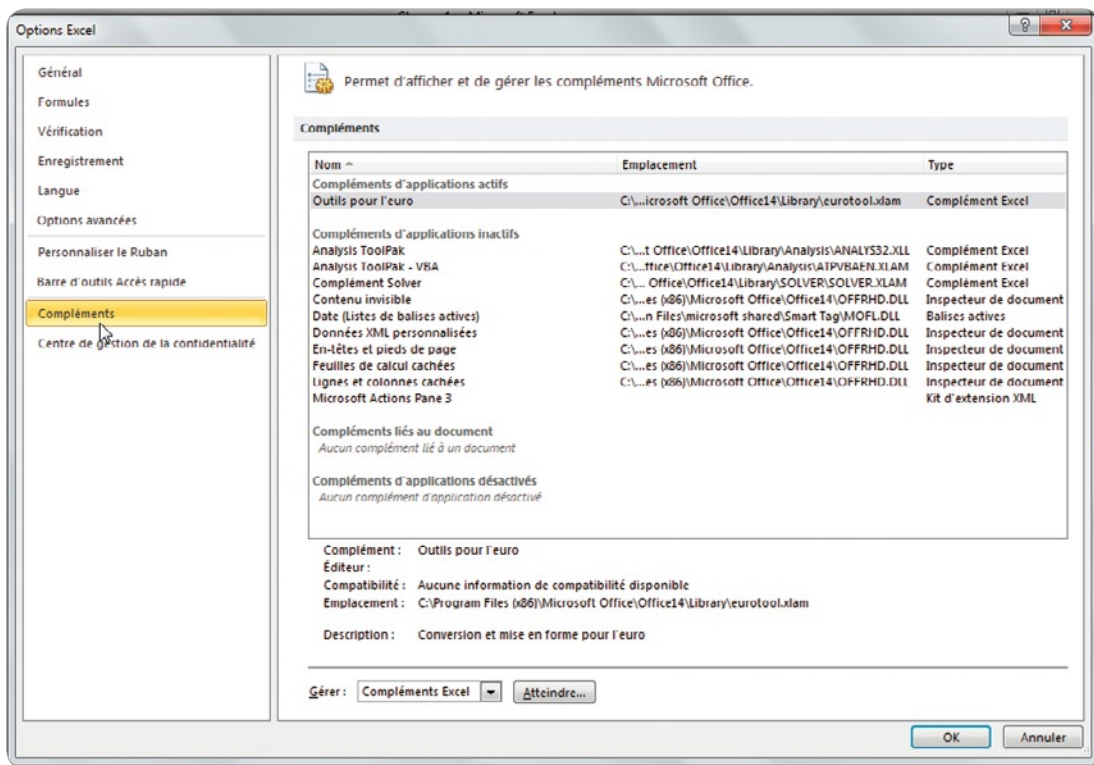 Options Excel
Général
Formules
Vérification
Enregistrement
Langue
Options avancées
Personnaliser le Ruban
Barre d'outils Accès rapide
Compléments
Centre de gestion de la confidentialité
Permet d'afficher et de gérer les compléments Microsoft Office.
Compléments
Nom Emplacement Type
Compléments d'applications actifs
Outils pour l'euro C:\...icrosoft Office\Office14\Library\eurotool.xlam Complément Excel
Compléments d'applications inactifs
Analysis ToolPak C:\...t Office\Office14\Library\Analysis\ANALYS32.XLL Complément Excel
Analysis ToolPak - VBA C:\...ffice\Office14\Library\Analysis\ATPVBAEN.XLAM Complément Excel
Complément Solver C:\... Office\Office14\Library\SOLVER\SOLVER.XLAM Complément Excel
Contenu invisible C:\...es (x86)\Microsoft Office\Office14\OFFRHD.DLL Inspecteur de document
Date (Listes de balises actives) C:\...n Files\microsoft shared\Smart Tag\MOFL.DLL Balises actives
Données XML personnalisées C:\...es (x86)\Microsoft Office\Office14\OFFRHD.DLL Inspecteur de document
En-têtes et pieds de page C:\...es (x86)\Microsoft Office\Office14\OFFRHD.DLL Inspecteur de document
Feuilles de calcul cachées C:\...es (x86)\Microsoft Office\Office14\OFFRHD.DLL Inspecteur de document
Lignes et colonnes cachées C:\...es (x86)\Microsoft Office\Office14\OFFRHD.DLL Inspecteur de document
Microsoft Actions Pane 3 Kit d'extension XML
Compléments liés au document
Aucun complément lié à un document
Compléments d'applications désactivés
Aucun complément d'application désactivé
Complément : Outils pour l'euro
Éditeur :
Compatibilité : Aucune information de compatibilité disponible
Emplacement : C:\Program Files (x86)\Microsoft Office\Office14\Library\eurotool.xlam
Description : Conversion et mise en forme pour l'euro
Gérer : Compléments Excel Atteindre...
OK Annuler